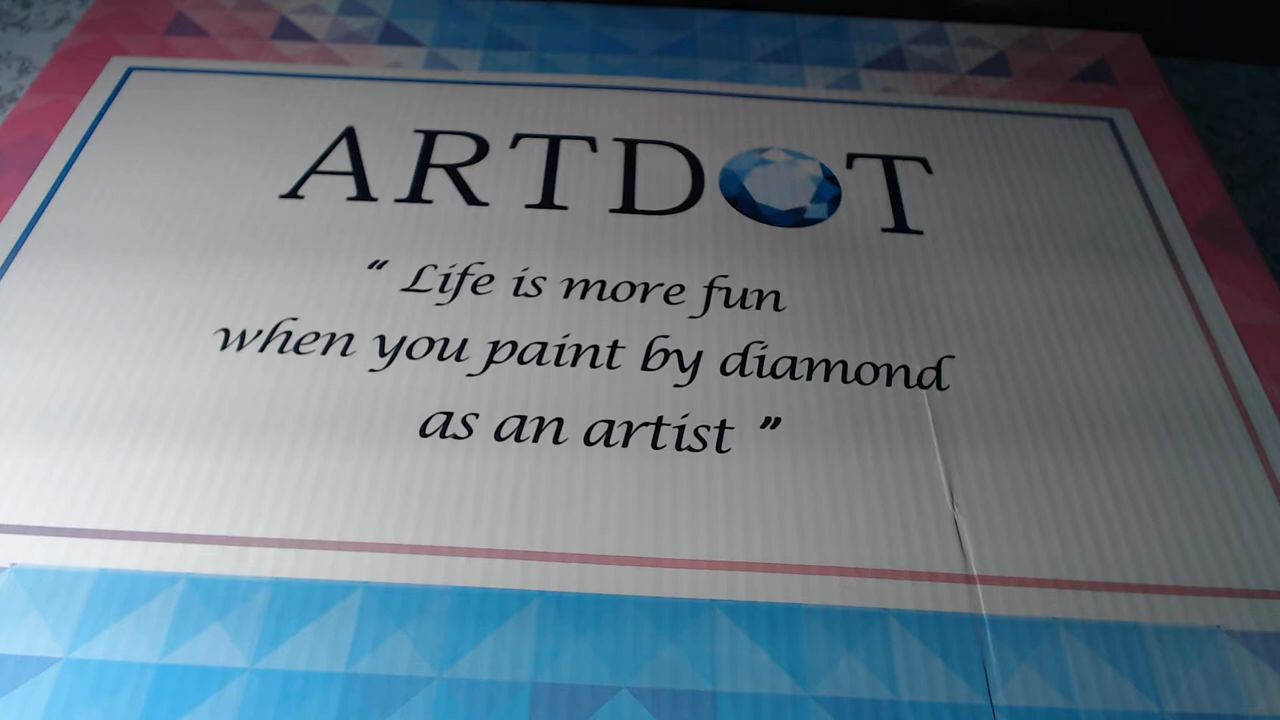 ARTDOT
“ Life is more fun
when you paint by diamond
as an artist ”